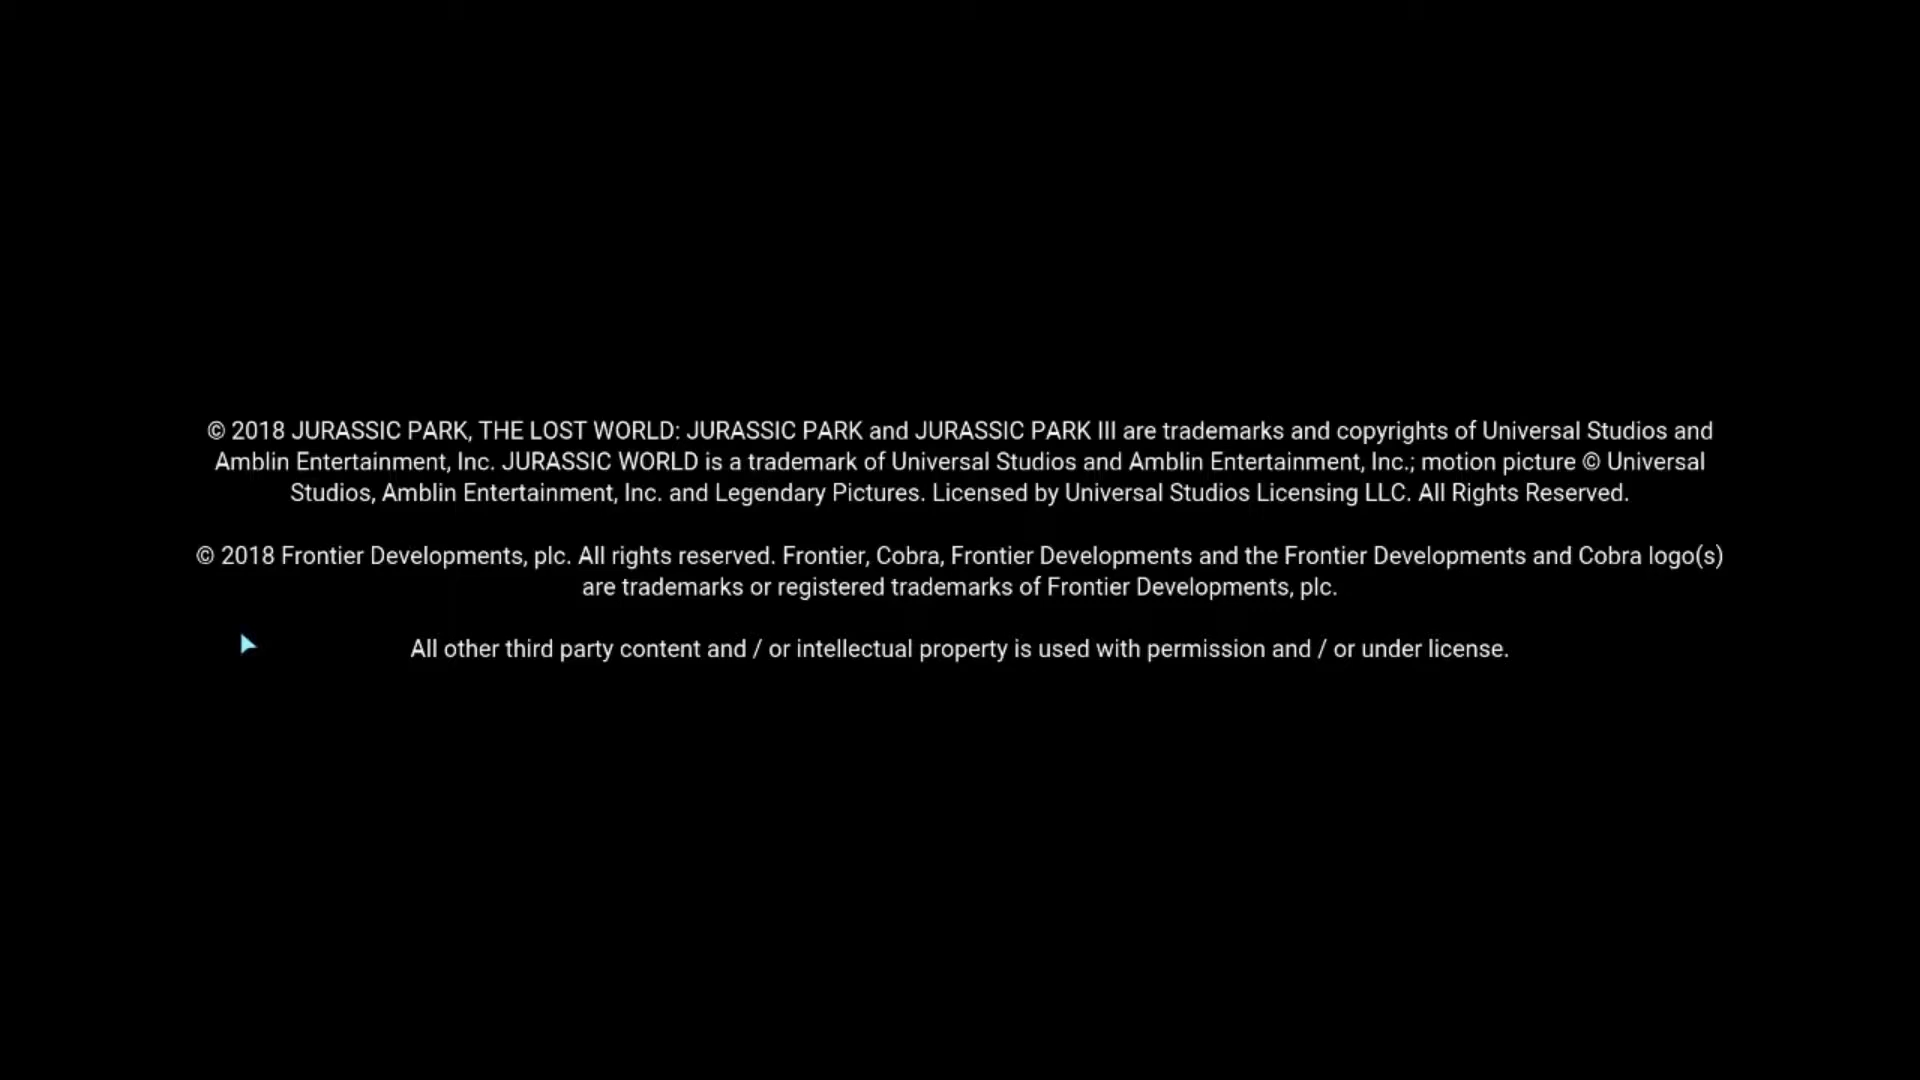 © 2018 JURASSIC PARK, THE LOST WORLD: JURASSIC PARK and JURASSIC PARK III are trademarks and copyrights of Universal Studios and
Amblin Entertainment, Inc. JURASSIC WORLD is a trademark of Universal Studios and Amblin Entertainment, Inc.; motion picture © Universal
Studios, Amblin Entertainment, Inc. and Legendary Pictures. Licensed by Universal Studios Licensing LLC. All Rights Reserved.
© 2018 Frontier Developments, plc. All rights reserved. Frontier, Cobra, Frontier Developments and the Frontier Developments and Cobra logo(s)
are trademarks or registered trademarks of Frontier Developments, plc.
All other third party content and / or intellectual property is used with permission and / or under license.